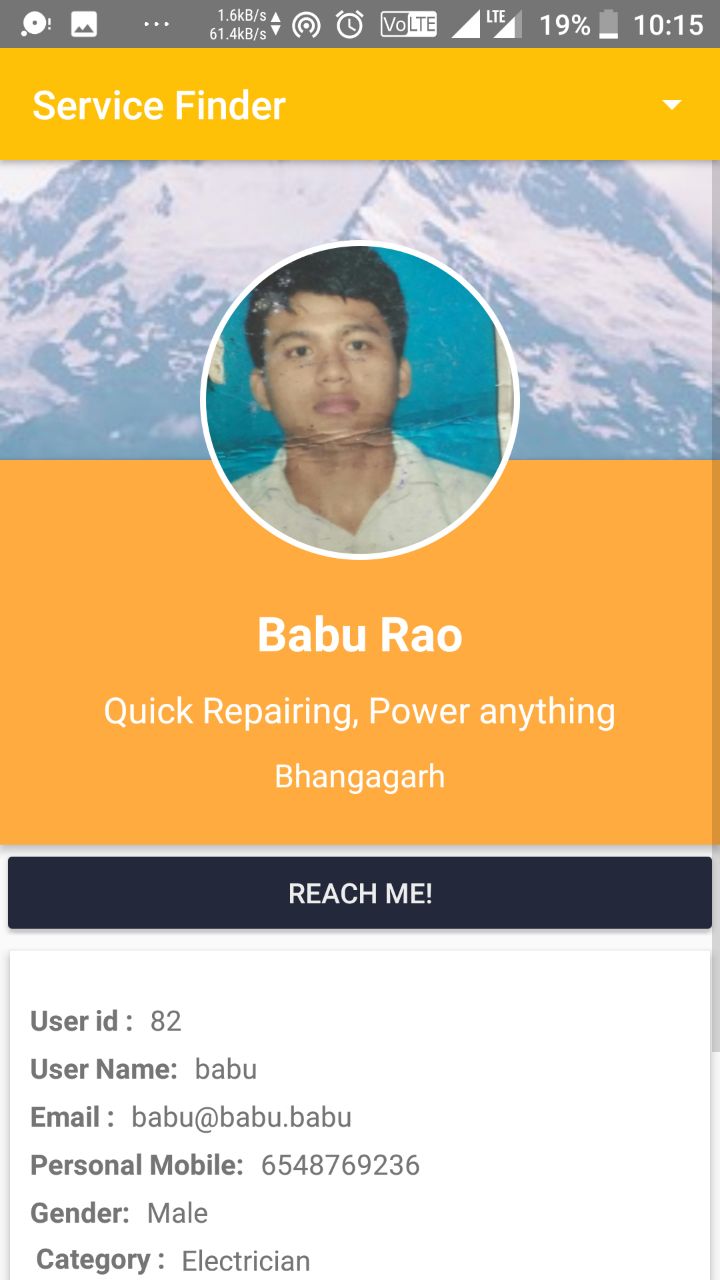 1.6kB/s
61.4kB/s
VoLTE
LTE
19%
10:15
Service Finder
Babu Rao
Quick Repairing, Power anything
Bhangagarh
REACH ME!
User id : 82
User Name: babu
Email : babu@babu.babu
Personal Mobile: 6548769236
Gender: Male
Category : Electrician